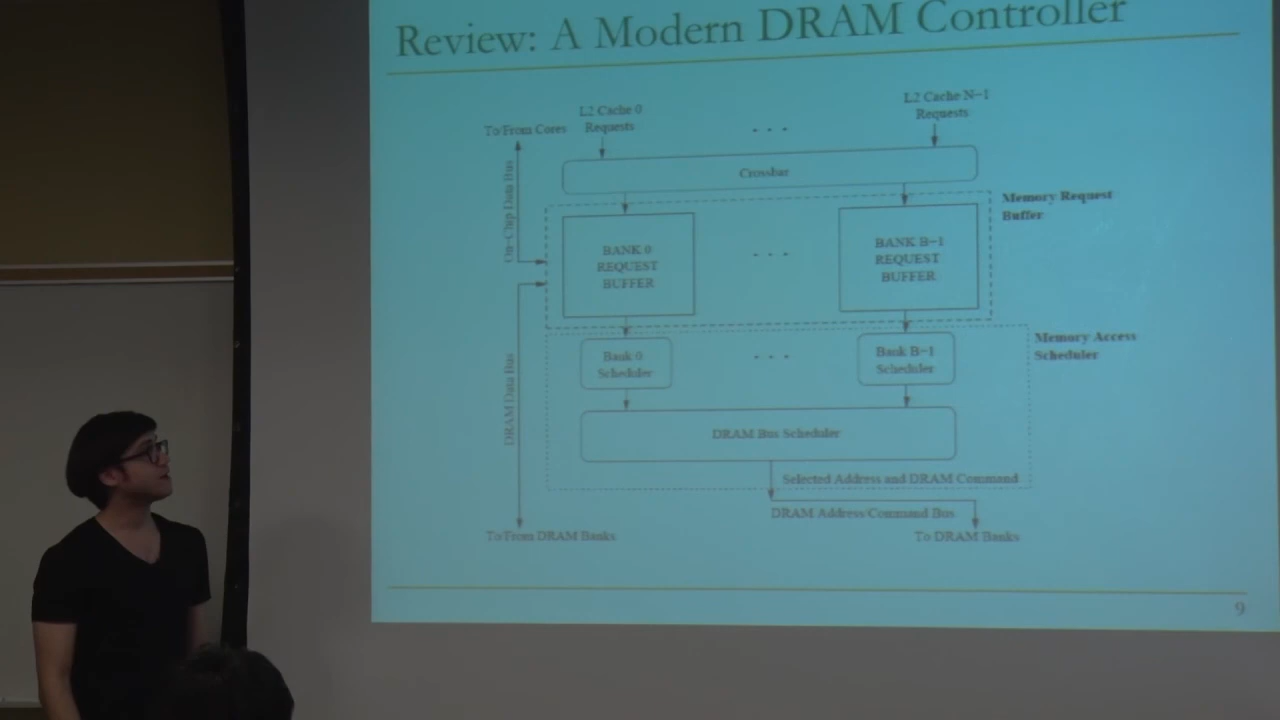 Review: A Modern DRAM Controller
L2 Cache 0
Requests
L2 Cache N−1
Requests
To/From Cores
. . .
Crossbar
On−Chip Data Bus
Memory Request
Buffer
BANK 0
REQUEST
BUFFER
. . .
BANK B−1
REQUEST
BUFFER
Memory Access
Scheduler
Bank 0
Scheduler
. . .
Bank B−1
Scheduler
DRAM Data Bus
DRAM Bus Scheduler
Selected Address and DRAM Command
DRAM Address/Command Bus
To/From DRAM Banks
To DRAM Banks
9